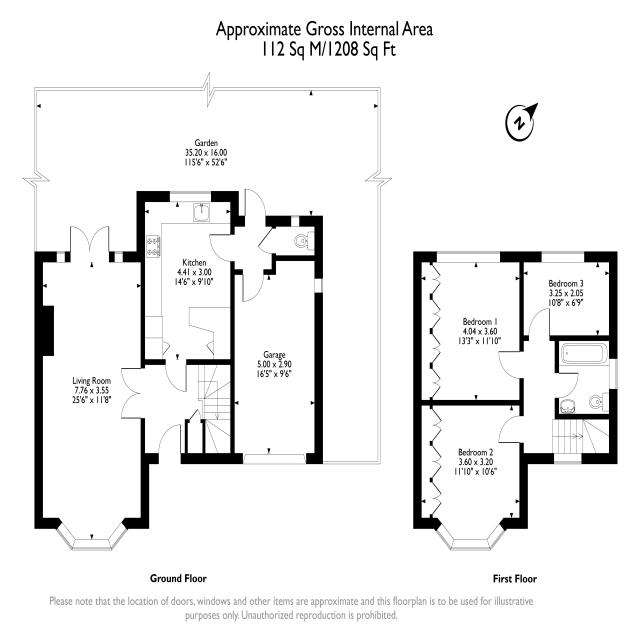 Approximate Gross Internal Area
112 Sq M/1208 Sq Ft
Garden
35.20 x 16.00
115'6" x 52'6"
N
Kitchen
4.41 x 3.00
14'6" x 9'10"
Bedroom 3
3.25 x 2.05
10'8" x 6'9"
Bedroom 1
4.04 x 3.60
13'3" x 11'10"
Garage
5.00 x 2.90
16'5" x 9'6"
Living Room
7.76 x 3.55
25'6" x 11'8"
Bedroom 2
3.60 x 3.20
11'10" x 10'6"
Ground Floor
First Floor
Please note that the location of doors, windows and other items are approximate and this floorplan is to be used for illustrative
purposes only. Unauthorized reproduction is prohibited.